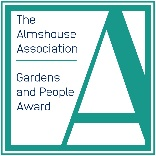 The
Almshouse
Association
Gardens
and People
Award
A